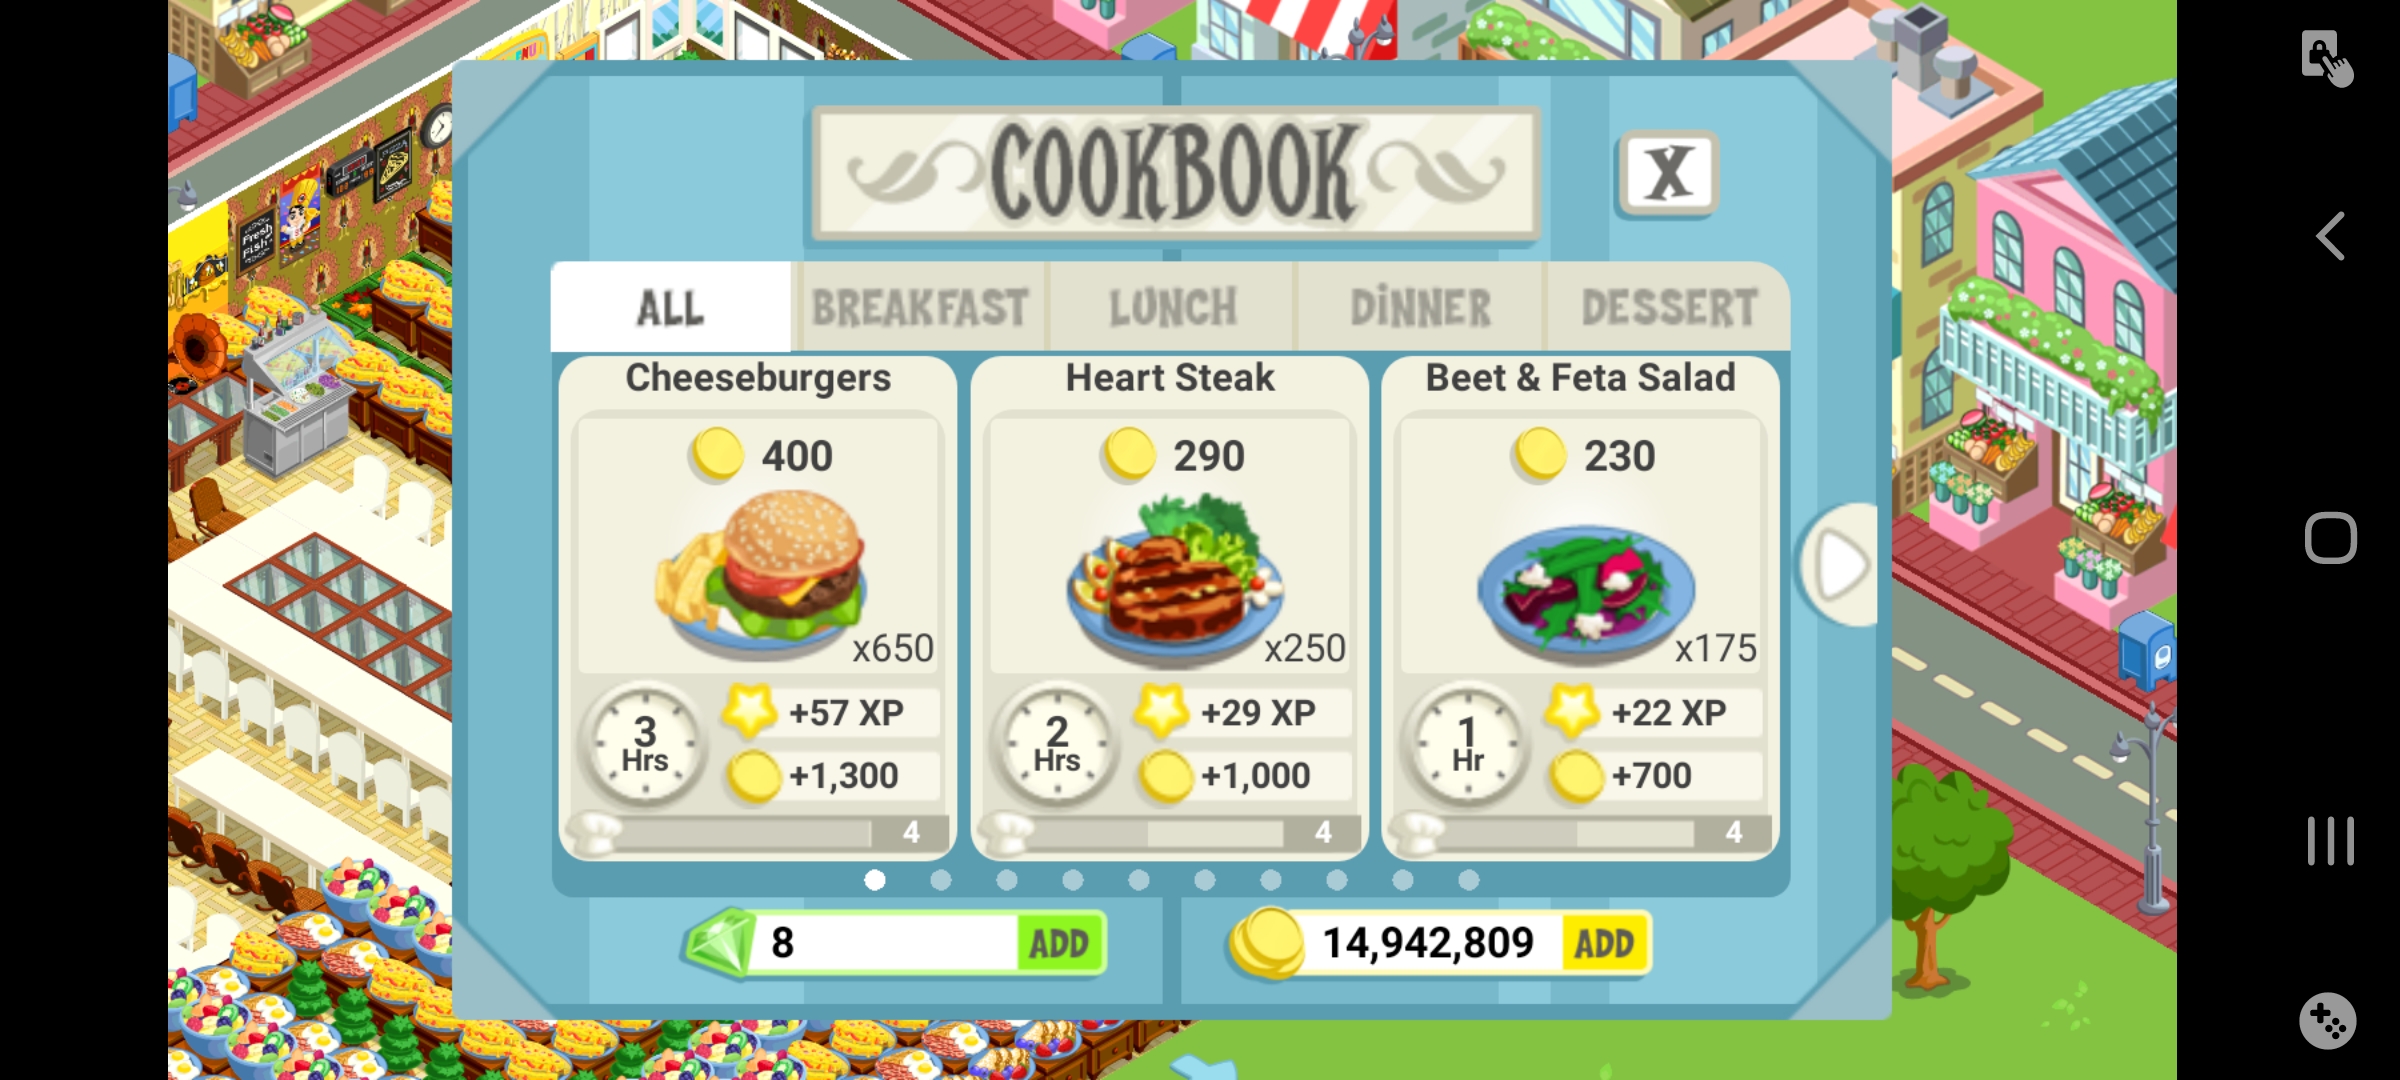 COOKBOOK
X
ALL BREAKFAST LUNCH DINNER DESSERT
Cheeseburgers
400
x650
3
Hrs
+57 XP
+1,300
4
Heart Steak
290
x250
2
Hrs
+29 XP
+1,000
4
Beet & Feta Salad
230
x175
1
Hr
+22 XP
+700
4
8 ADD
14,942,809 ADD
Fresh
Fish